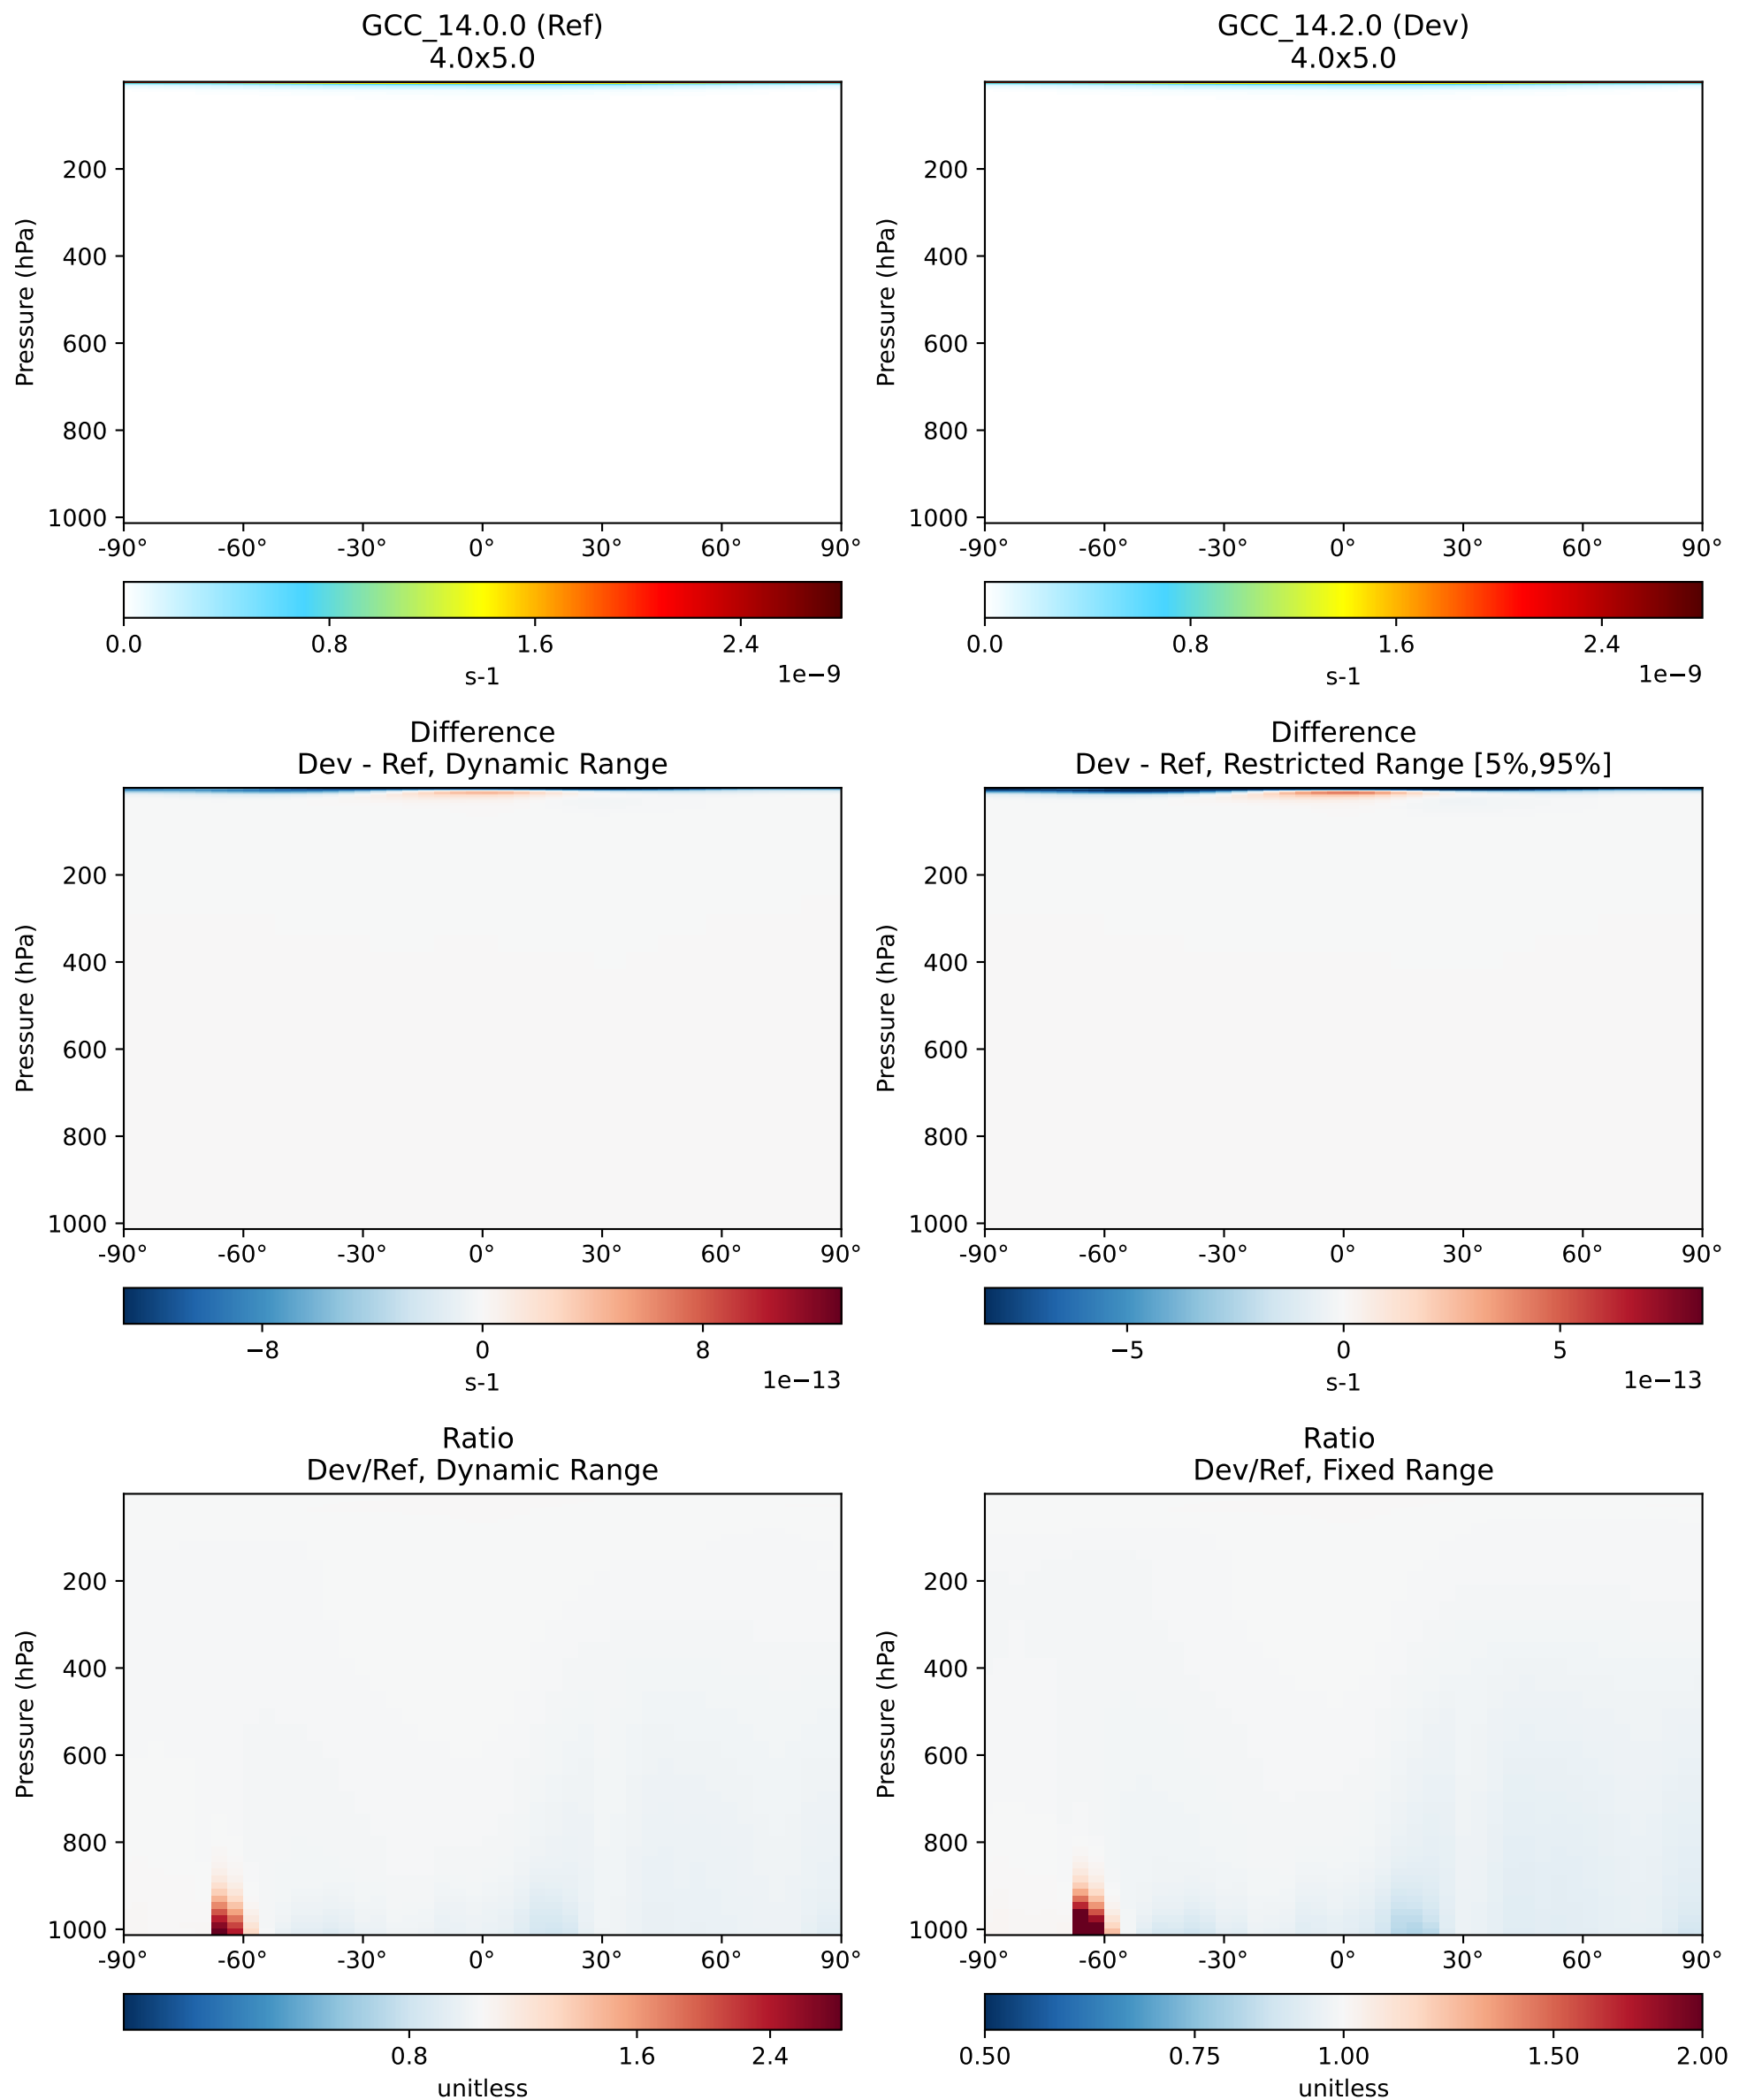 GCC_14.0.0 (Ref)
4.0x5.0
GCC_14.2.0 (Dev)
4.0x5.0
Pressure (hPa)
200
400
600
800
1000
-90° -60° -30° 0° 30° 60° 90°
0.0 0.8 1.6 2.4
s-1 1e−9
Pressure (hPa)
200
400
600
800
1000
-90° -60° -30° 0° 30° 60° 90°
0.0 0.8 1.6 2.4
s-1 1e−9
Difference
Dev - Ref, Dynamic Range
Difference
Dev - Ref, Restricted Range [5%,95%]
Pressure (hPa)
200
400
600
800
1000
-90° -60° -30° 0° 30° 60° 90°
−8 0 8
s-1 1e−13
Pressure (hPa)
200
400
600
800
1000
-90° -60° -30° 0° 30° 60° 90°
−5 0 5
s-1 1e−13
Ratio
Dev/Ref, Dynamic Range
Ratio
Dev/Ref, Fixed Range
Pressure (hPa)
200
400
600
800
1000
-90° -60° -30° 0° 30° 60° 90°
0.8 1.6 2.4
unitless
Pressure (hPa)
200
400
600
800
1000
-90° -60° -30° 0° 30° 60° 90°
0.50 0.75 1.00 1.50 2.00
unitless